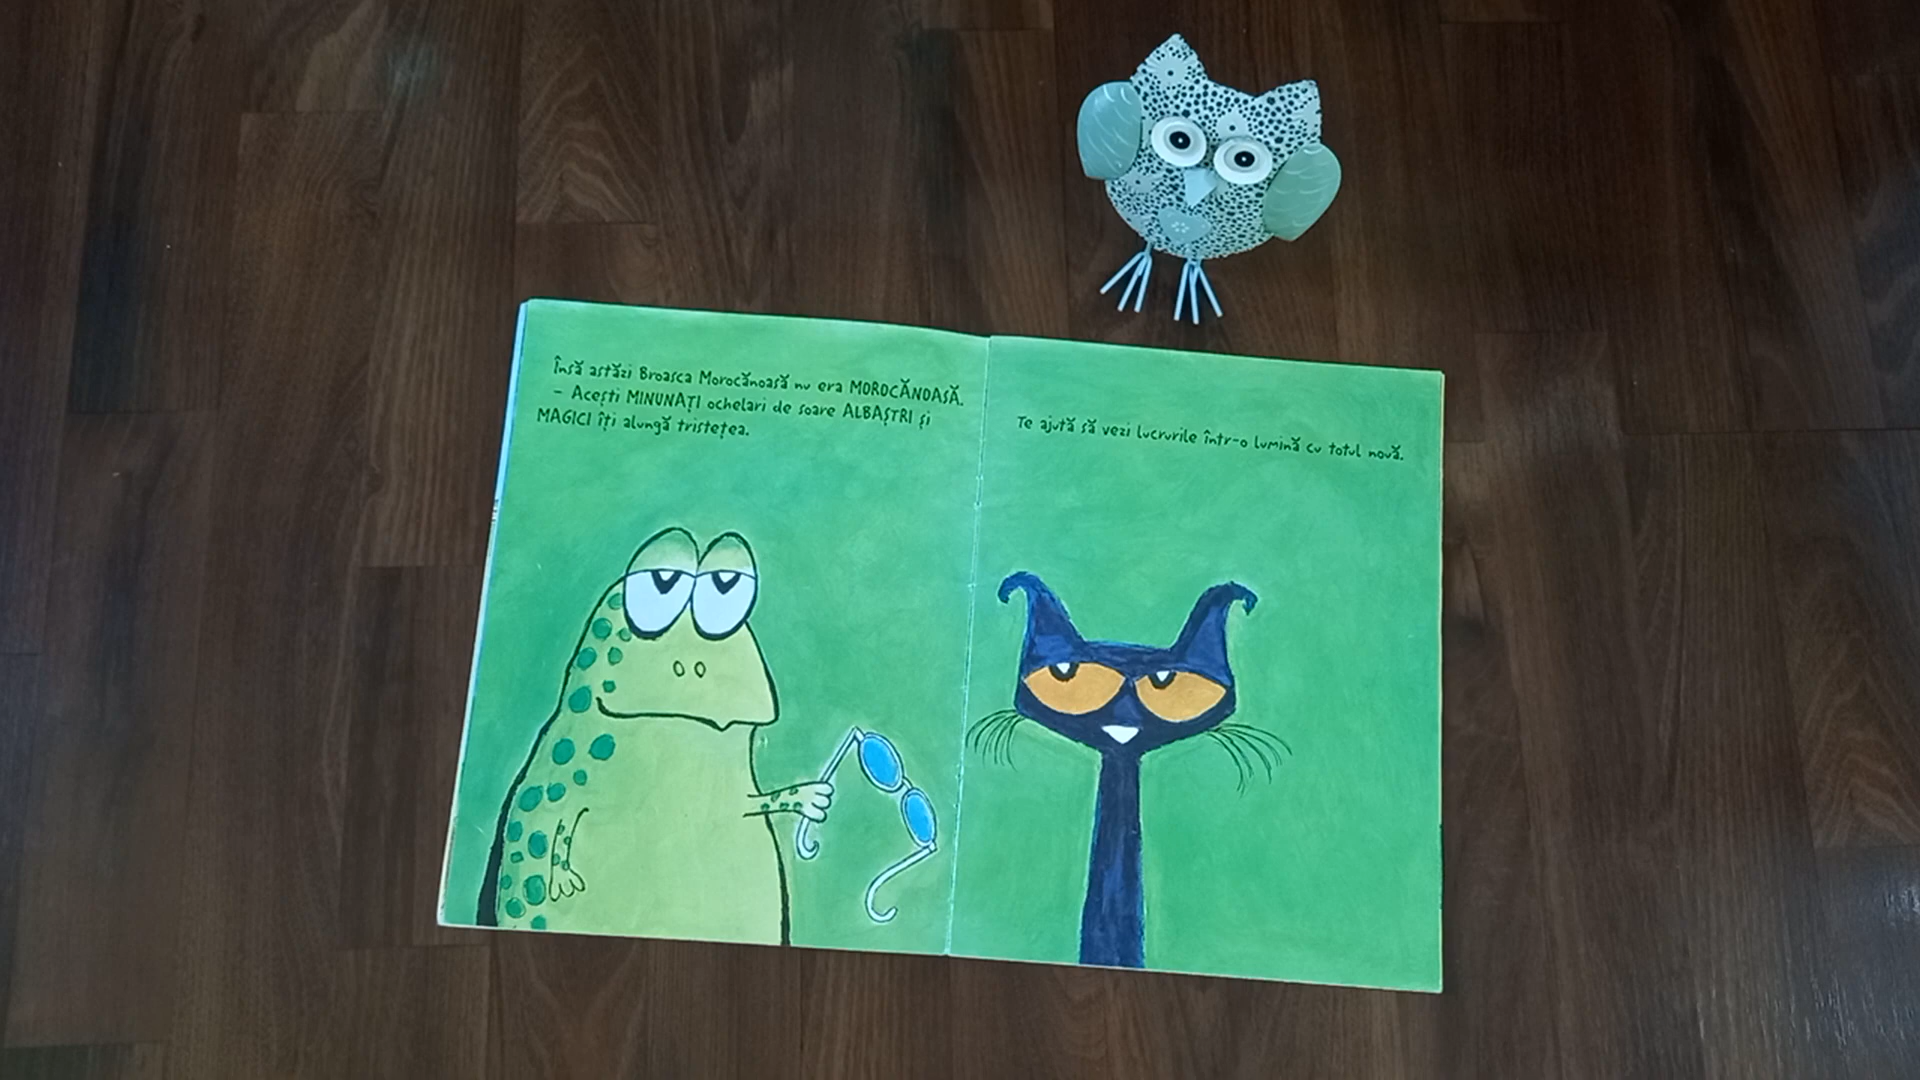 Însă astăzi Broasca Morocănoasă nu era MOROCĂNOASĂ.
– Acești MINUNAȚI ochelari de soare ALBAȘTRI și
MAGICI îți alungă tristețea.
Te ajută să vezi lucrurile într-o lumină cu totul nouă.